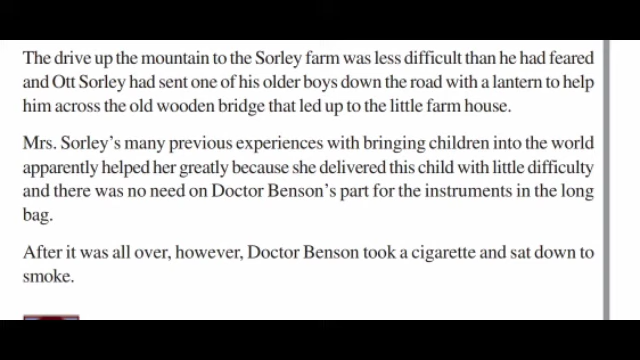 The drive up the mountain to the Sorley farm was less difficult than he had feared
and Ott Sorley had sent one of his older boys down the road with a lantern to help
him across the old wooden bridge that led up to the little farm house.
Mrs. Sorley’s many previous experiences with bringing children into the world
apparently helped her greatly because she delivered this child with little difficulty
and there was no need on Doctor Benson’s part for the instruments in the long
bag.
After it was all over, however, Doctor Benson took a cigarette and sat down to
smoke.